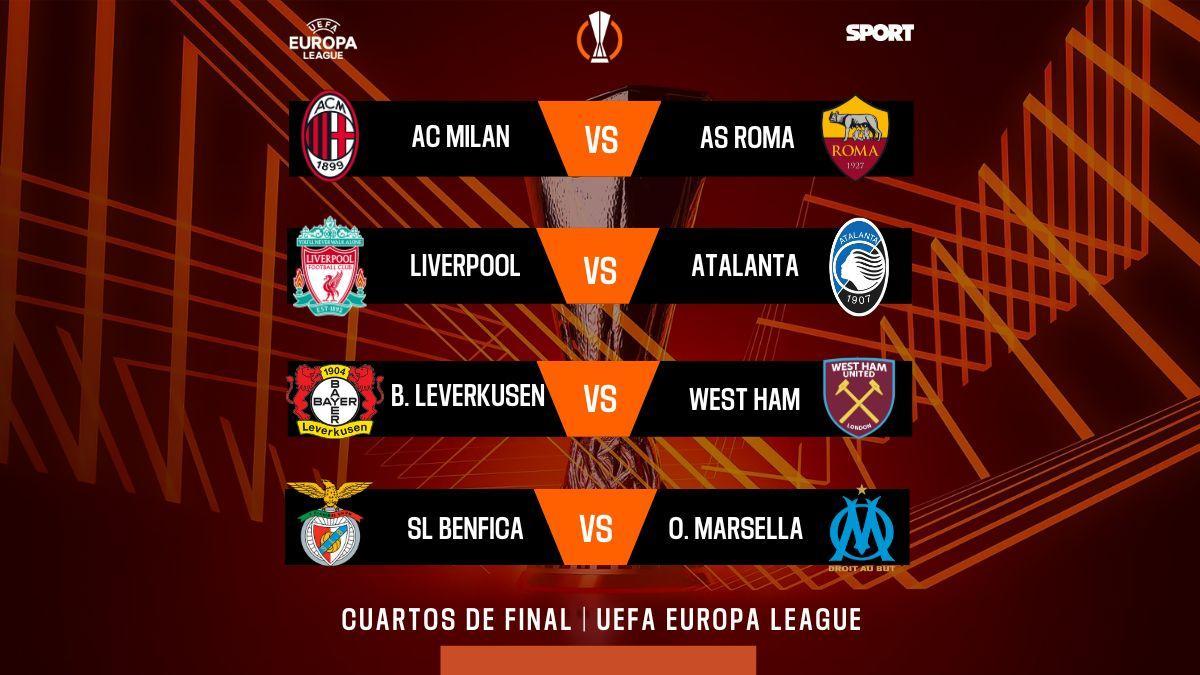 UEFA
EUROPA
LEAGUE
SPORT
ACM
1899
AC MILAN
VS
AS ROMA
ROMA
1927
YOU'LL NEVER WALK ALONE
LIVERPOOL
FOOTBALL CLUB
EST·1892
LIVERPOOL
VS
ATALANTA
ATALANTA
1907
1904
BAYER
BAYER
Leverkusen
B. LEVERKUSEN
VS
WEST HAM
WEST HAM
UNITED
LONDON
SL BENFICA
VS
O. MARSELLA
DROIT AU BUT
CUARTOS DE FINAL | UEFA EUROPA LEAGUE